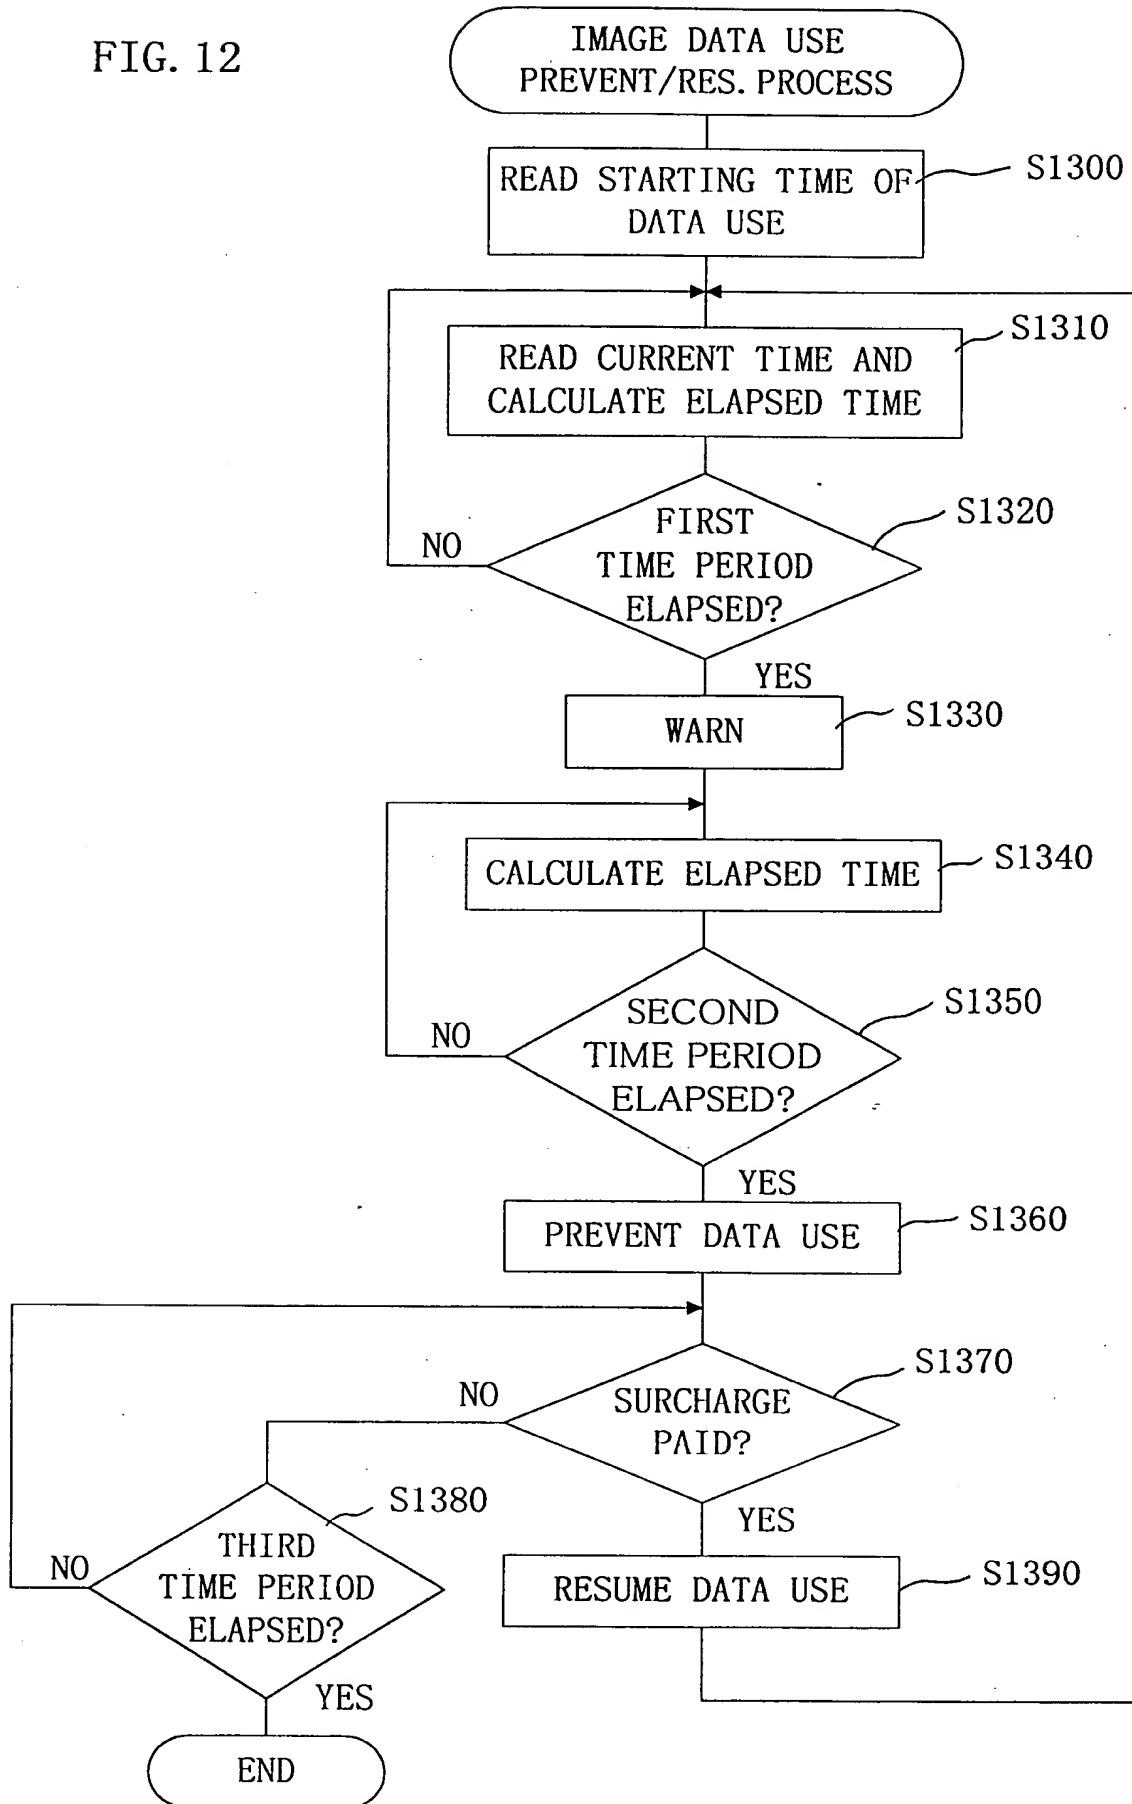 FIG. 12
IMAGE DATA USE
PREVENT/RES. PROCESS
READ STARTING TIME OF
DATA USE
S1300
READ CURRENT TIME AND
CALCULATE ELAPSED TIME
S1310
FIRST
TIME PERIOD
ELAPSED?
S1320
NO
YES
WARN
S1330
CALCULATE ELAPSED TIME
S1340
SECOND
TIME PERIOD
ELAPSED?
S1350
NO
YES
PREVENT DATA USE
S1360
SURCHARGE
PAID?
S1370
NO
YES
THIRD
TIME PERIOD
ELAPSED?
S1380
NO
YES
RESUME DATA USE
S1390
END